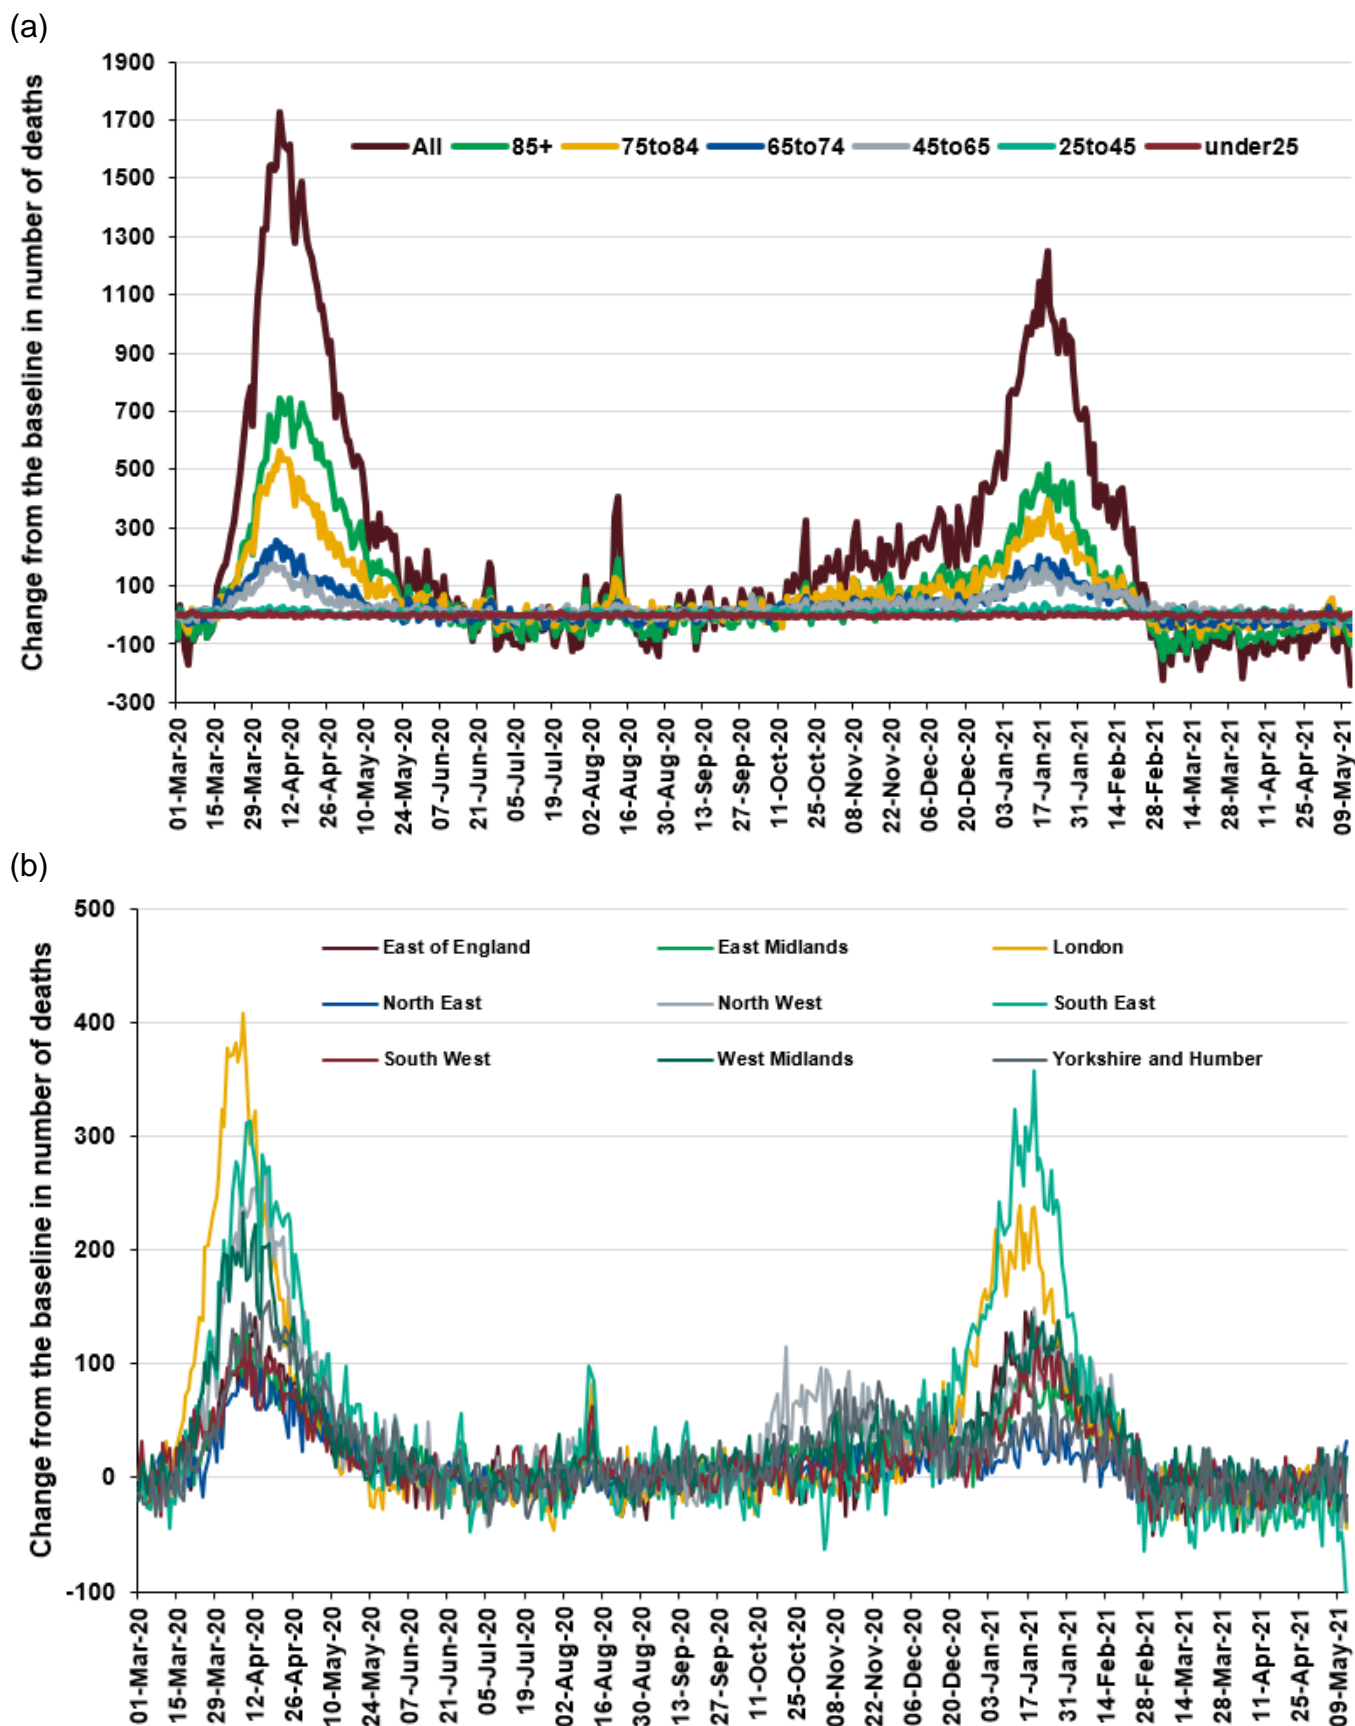 (a)
Change from the baseline in number of deaths
1900
1700
1500
1300
1100
900
700
500
300
100
-100
-300
All 85+ 75to84 65to74 45to65 25to45 under25
01-Mar-20 15-Mar-20 29-Mar-20 12-Apr-20 26-Apr-20 10-May-20 24-May-20 07-Jun-20 21-Jun-20 05-Jul-20 19-Jul-20 02-Aug-20 16-Aug-20 30-Aug-20 13-Sep-20 27-Sep-20 11-Oct-20 25-Oct-20 08-Nov-20 22-Nov-20 06-Dec-20 20-Dec-20 03-Jan-21 17-Jan-21 31-Jan-21 14-Feb-21 28-Feb-21 14-Mar-21 28-Mar-21 11-Apr-21 25-Apr-21 09-May-21
(b)
Change from the baseline in number of deaths
500
400
300
200
100
0
-100
East of England East Midlands London
North East North West South East
South West West Midlands Yorkshire and Humber
01-Mar-20 15-Mar-20 29-Mar-20 12-Apr-20 26-Apr-20 10-May-20 24-May-20 07-Jun-20 21-Jun-20 05-Jul-20 19-Jul-20 02-Aug-20 16-Aug-20 30-Aug-20 13-Sep-20 27-Sep-20 11-Oct-20 25-Oct-20 08-Nov-20 22-Nov-20 06-Dec-20 20-Dec-20 03-Jan-21 17-Jan-21 31-Jan-21 14-Feb-21 28-Feb-21 14-Mar-21 28-Mar-21 11-Apr-21 25-Apr-21 09-May-21